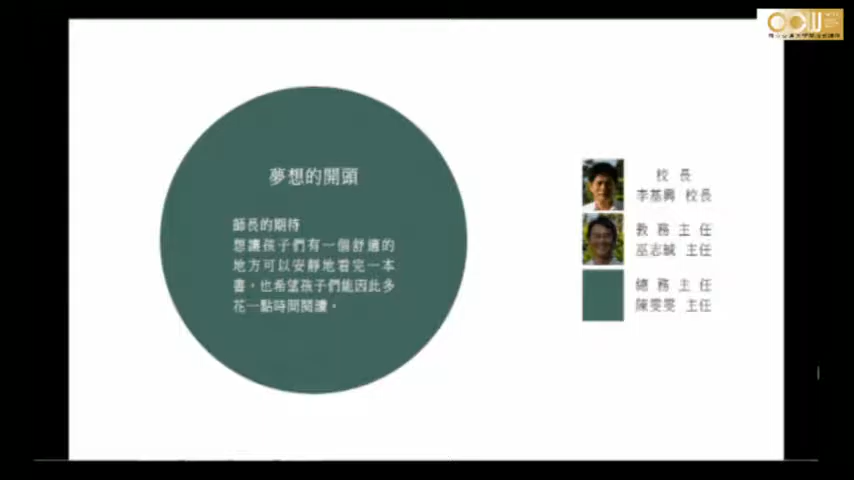 夢想的開頭
師長的期待
想讓孩子們有一個舒適的
地方可以安靜地看完一本
書，也希望孩子們能因此多
花一點時間閱讀。
校 長
李基興 校長
教 務 主 任
巫志誠 主任
總 務 主 任
陳雯雯 主任
OCW